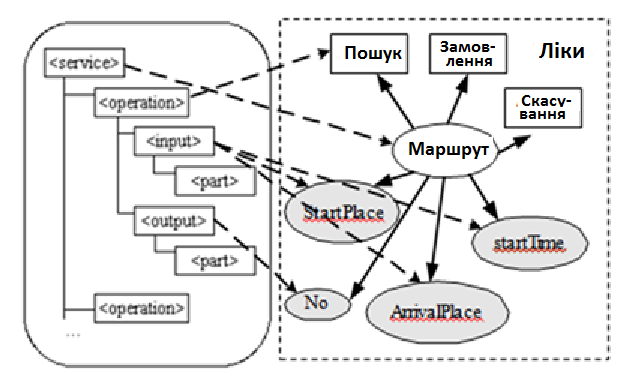 <service>
<operation>
<input>
<part>
<output>
<part>
<operation>
...
Ліки
Пошук
Замов-
лення
Скасу-
вання
Маршрут
StartPlace
startTime
No
ArrivalPlace